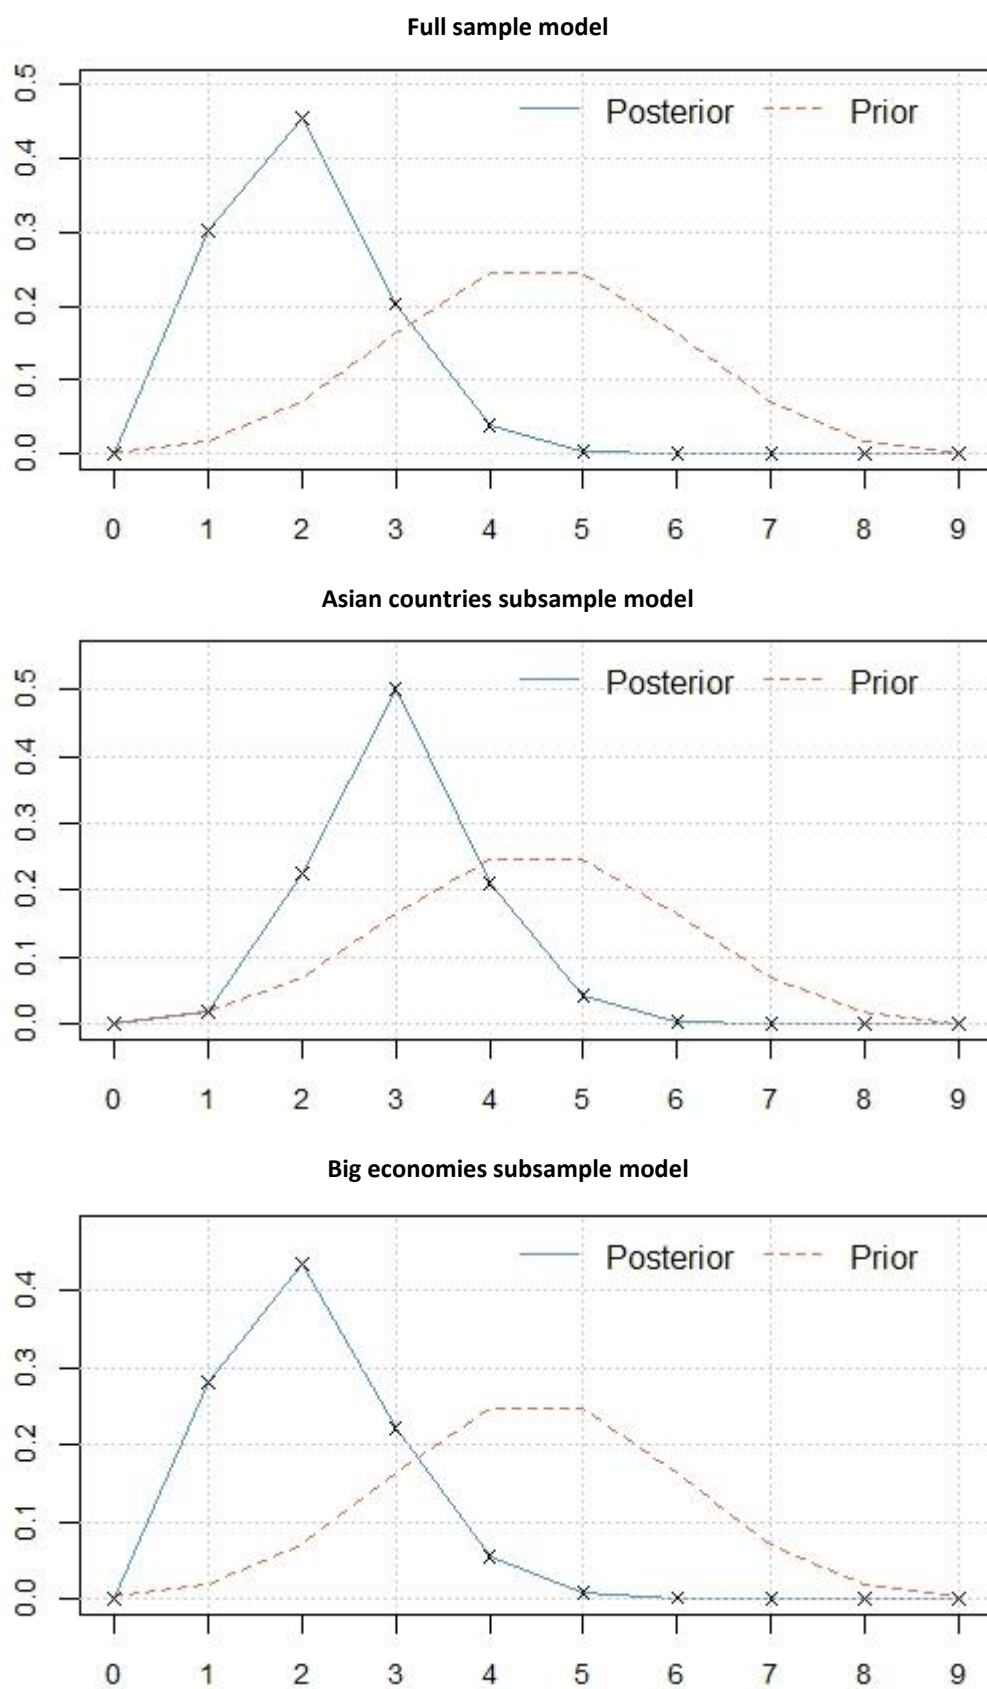 Full sample model
Posterior Prior
0.5
0.4
0.3
0.2
0.1
0.0
0 1 2 3 4 5 6 7 8 9
Asian countries subsample model
Posterior Prior
0.5
0.4
0.3
0.2
0.1
0.0
0 1 2 3 4 5 6 7 8 9
Big economies subsample model
Posterior Prior
0.4
0.3
0.2
0.1
0.0
0 1 2 3 4 5 6 7 8 9